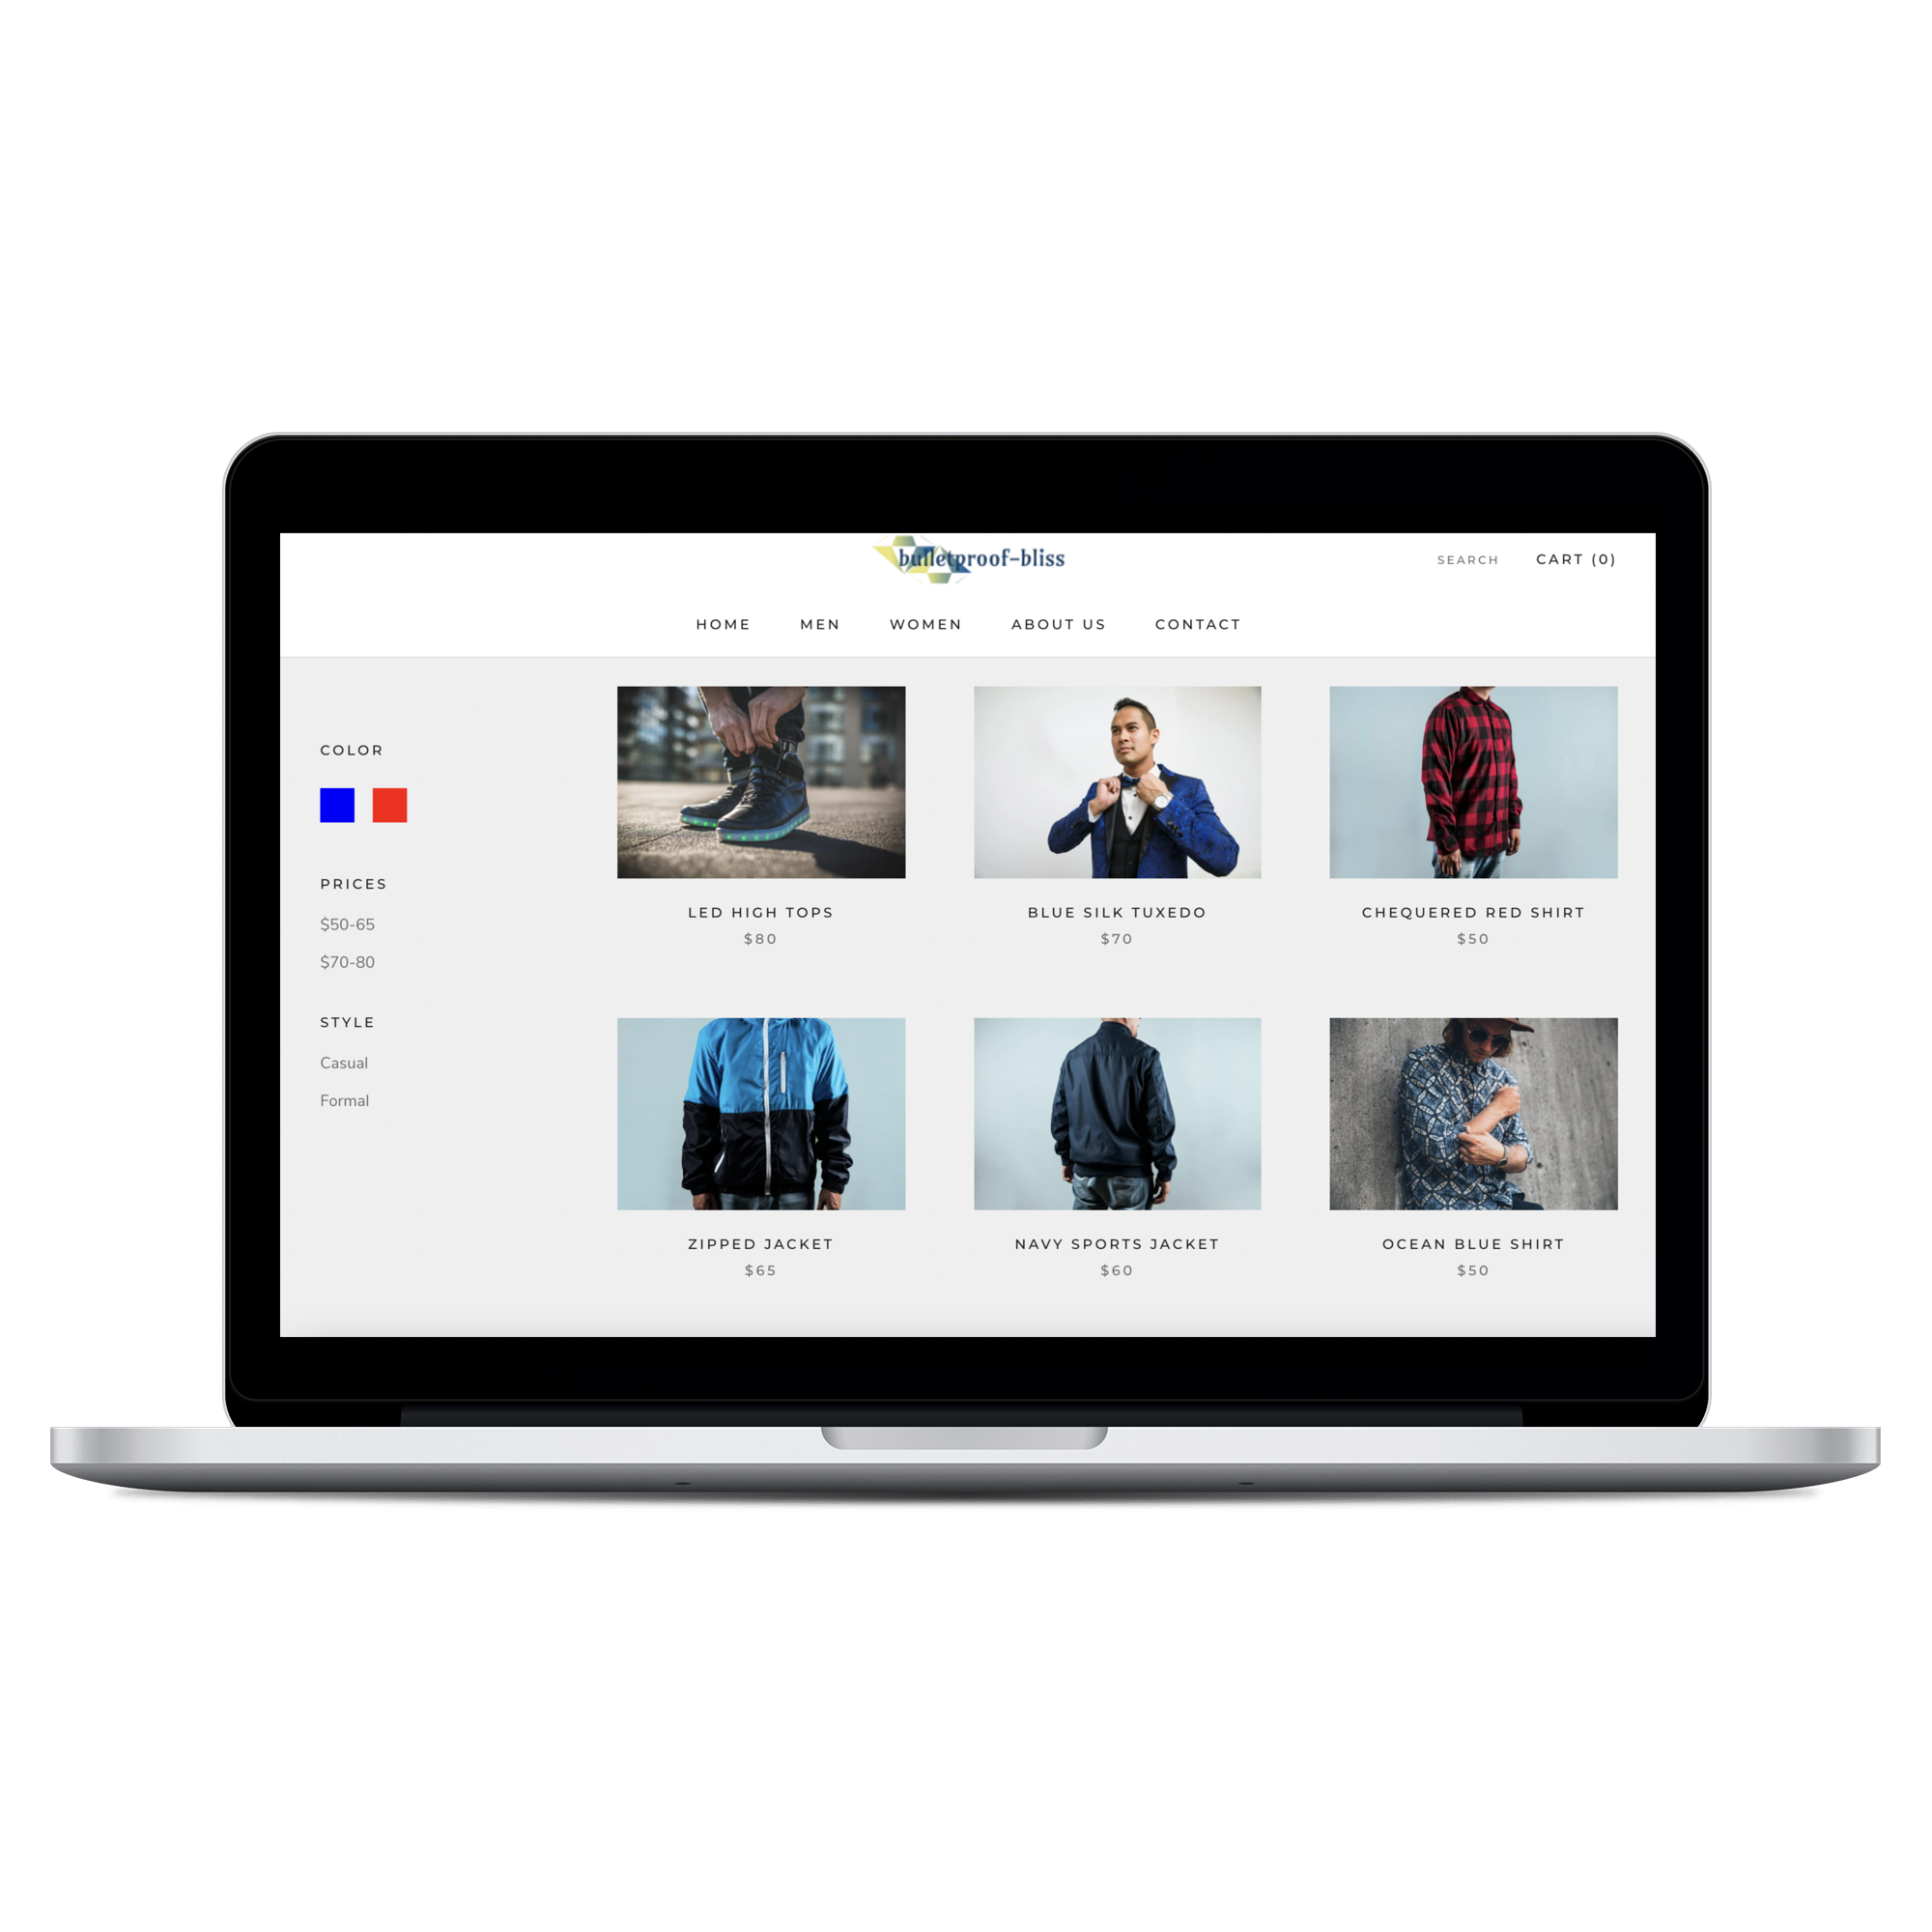 bulletproof-bliss
SEARCH
CART (0)
HOME MEN WOMEN ABOUT US CONTACT
COLOR
PRICES
$50-65
$70-80
STYLE
Casual
Formal
LED HIGH TOPS
$80
BLUE SILK TUXEDO
$70
CHEQUERED RED SHIRT
$50
ZIPPED JACKET
$65
NAVY SPORTS JACKET
$60
OCEAN BLUE SHIRT
$50